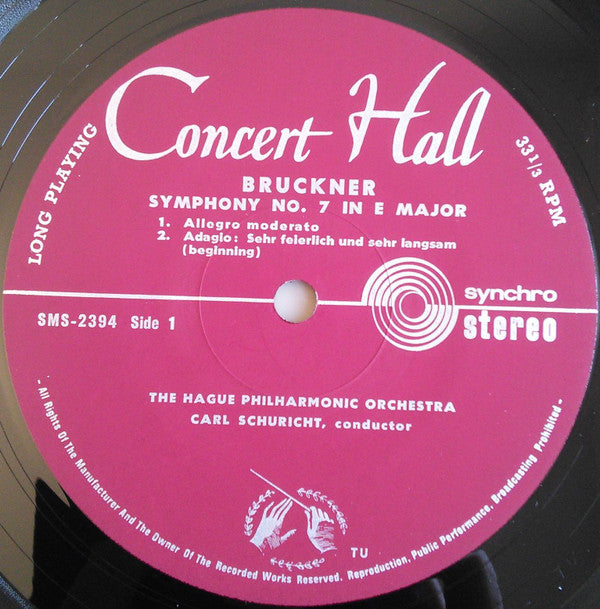 Concert Hall
LONG PLAYING
33 1/3 RPM
BRUCKNER
SYMPHONY NO. 7 IN E MAJOR
1. Allegro moderato
2. Adagio: Sehr feierlich und sehr langsam
(beginning)
synchro
stereo
SMS-2394 Side 1
THE HAGUE PHILHARMONIC ORCHESTRA
CARL SCHURICHT, conductor
TU
- All Rights Of The Manufacturer And The Owner Of The Recorded Works Reserved. Reproduction, Public Performance, Broadcasting Prohibited -